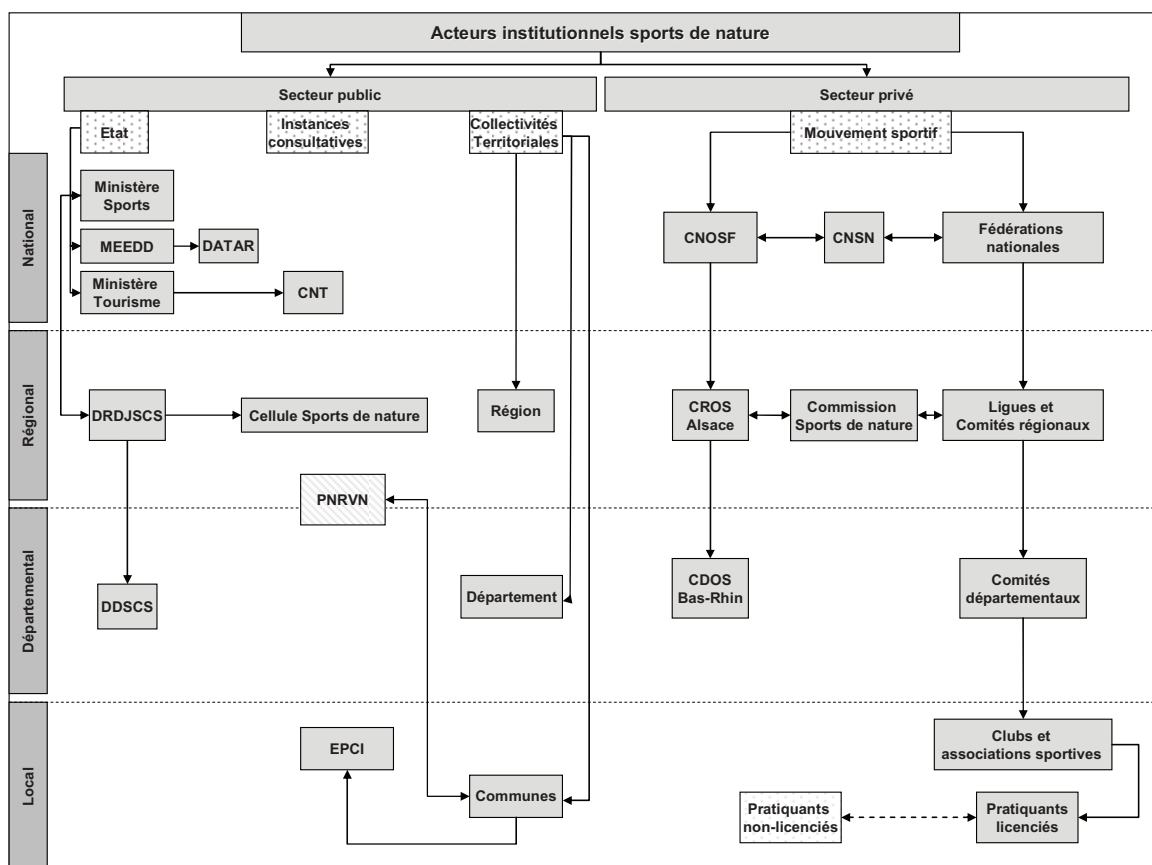 Acteurs institutionnels sports de nature
Secteur public
Secteur privé
Etat
Instances
consultatives
Collectivités
Territoriales
Mouvement sportif
National
Ministère
Sports
MEEDD
DATAR
Ministère
Tourisme
CNT
CNOSF
CNSN
Fédérations
nationales
Régional
DRDJSCS
Cellule Sports de nature
Région
CROS
Alsace
Commission
Sports de nature
Ligues et
Comités régionaux
PNRVN
Départemental
DDSCS
Département
CDOS
Bas-Rhin
Comités
départementaux
Local
EPCI
Communes
Clubs et
associations sportives
Pratiquants
non-licenciés
Pratiquants
licenciés